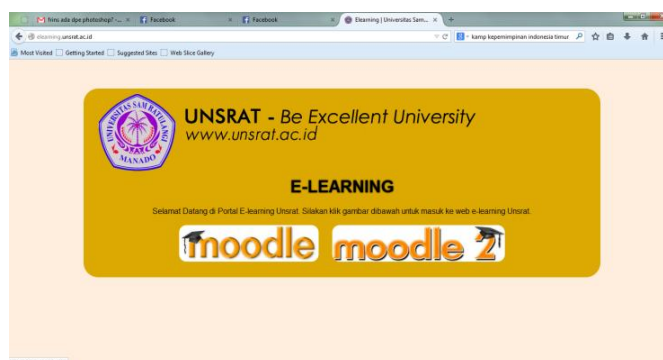 Nins ada dpe photoshop? -...
Facebook
Facebook
Elearning | Universitas Sam...
elearning.unsrat.ac.id
kamp kepemimpinan indonesia timur
Most Visited Getting Started Suggested Sites Web Slice Gallery
UNIVERSITAS SAM RATULANGI
MANADO
UNSRAT - Be Excellent University
www.unsrat.ac.id
E-LEARNING
Selamat Datang di Portal E-learning Unsrat. Silakan klik gambar dibawah untuk masuk ke web e-learning Unsrat.
moodle moodle 2